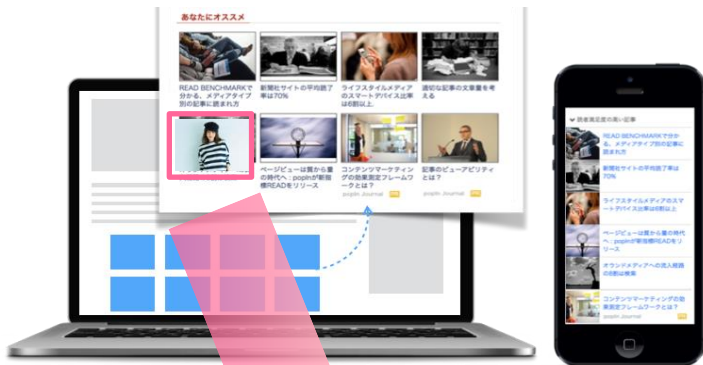 あなたにオススメ
READ BENCHMARKで
分かる、メディアタイプ
別の記事に読まれ方
新聞社サイトの平均読了
率は70%
ライフスタイルメディア
のスマートデバイス比率
は6割以上
適切な記事の文章量を考
える
ページビューは質から量
の時代へ：popinが新指
標READをリリース
コンテンツマーケティン
グの効果測定フレームワ
ークとは？
popIn Journal
記事のビューアビリティ
とは？
popIn Journal
読者満足度の高い記事
READ BENCHMARKで分か
る、メディアタイプ別の記事に
読まれ方
新聞社サイトの平均読了率は
70%
ライフスタイルメディアのスマ
ートデバイス比率は6割以上
ページビューは質から量の時代
へ：popinが新指標READをリ
リース
オウンドメディアへの流入経路
の6割は検索
コンテンツマーケティングの効
果測定フレームワークとは？
popIn Journal